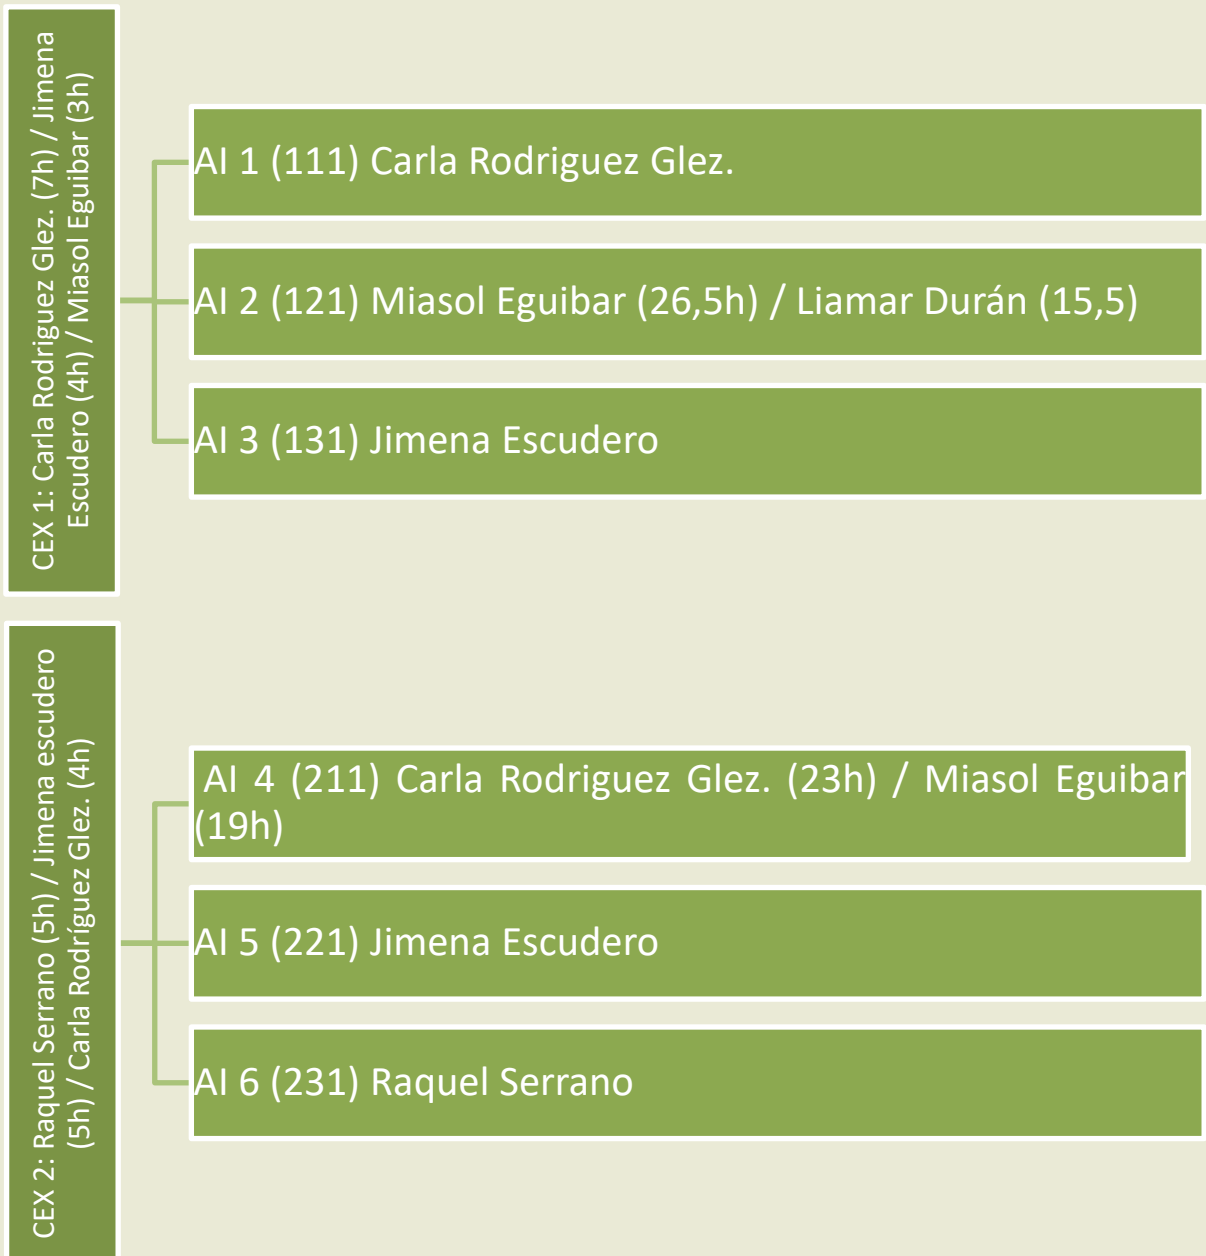 CEX 1: Carla Rodriguez Glez. (7h) / Jimena
Escudero (4h) / Miasol Eguibar (3h)
AI 1 (111) Carla Rodriguez Glez.
AI 2 (121) Miasol Eguibar (26,5h) / Liamar Durán (15,5)
AI 3 (131) Jimena Escudero
CEX 2: Raquel Serrano (5h) / Jimena escudero
(5h) / Carla Rodríguez Glez. (4h)
AI 4 (211) Carla Rodriguez Glez. (23h) / Miasol Eguibar
(19h)
AI 5 (221) Jimena Escudero
AI 6 (231) Raquel Serrano